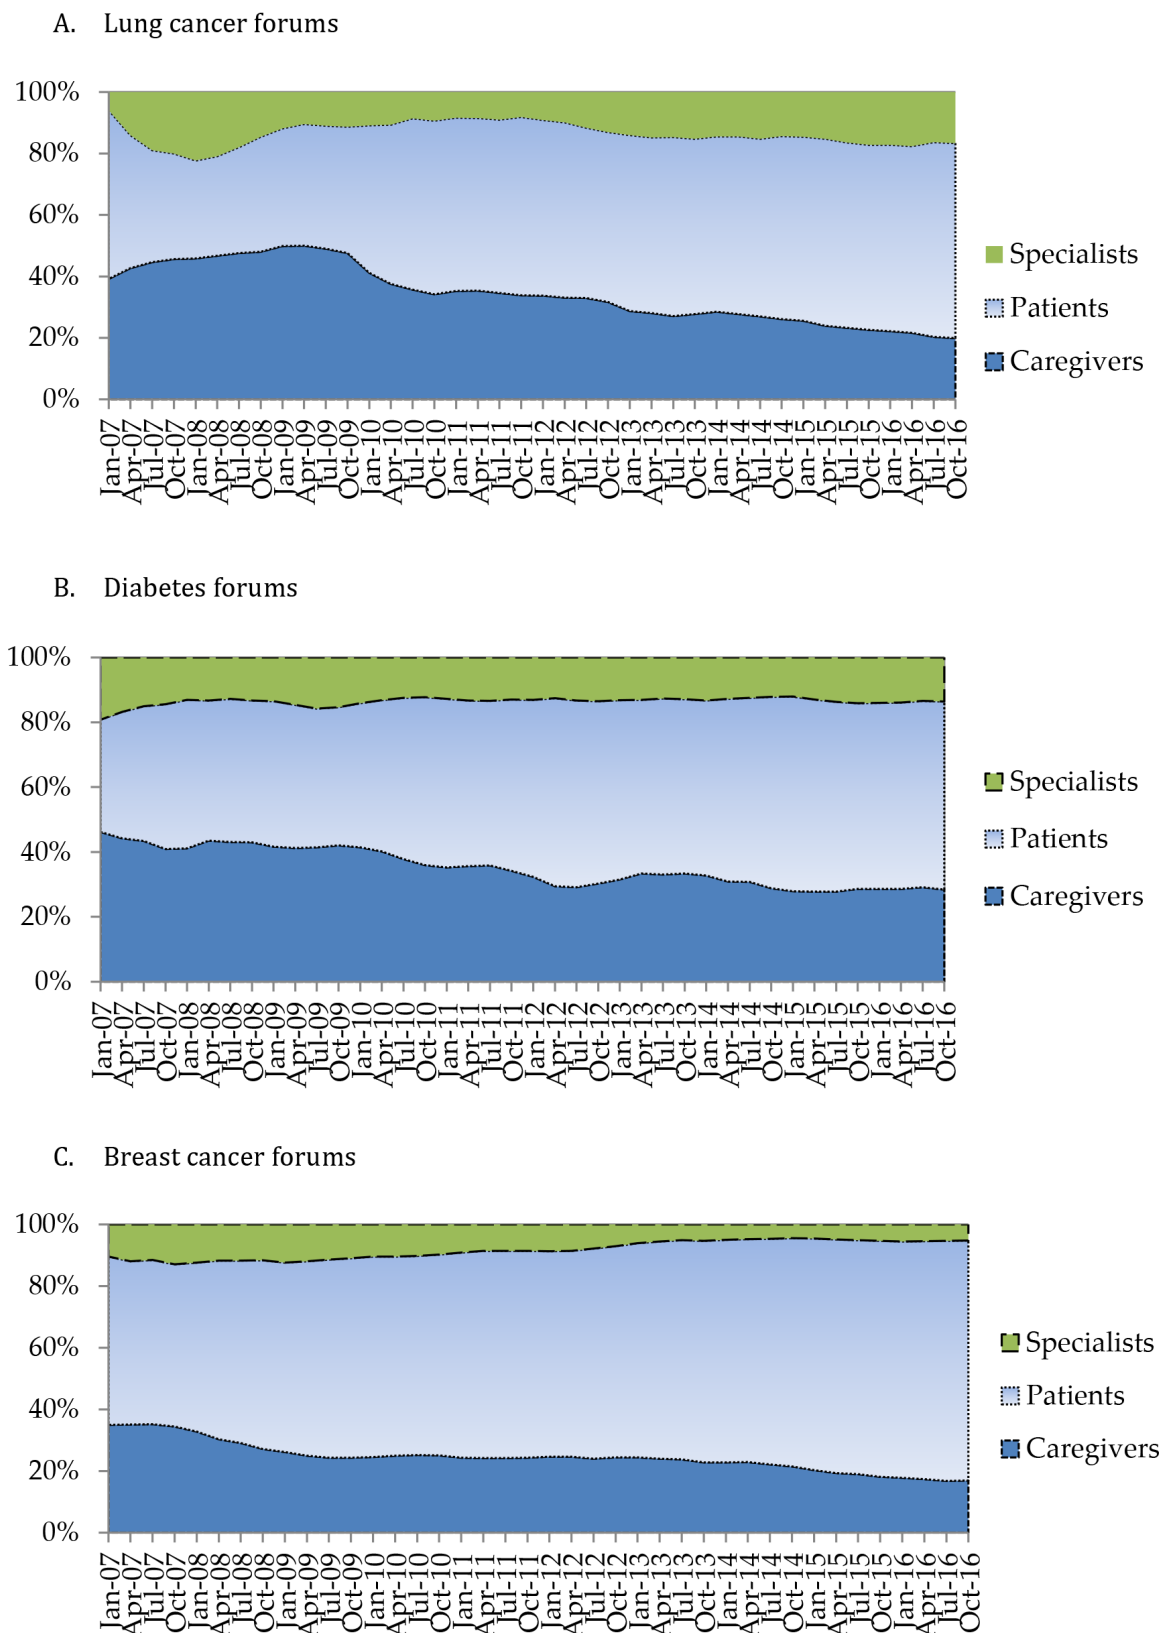 A. Lung cancer forums
100%
80%
60%
40%
20%
0%
Specialists
Patients
Caregivers
Jan-07
Apr-07
Jul-07
Oct-07
Jan-08
Apr-08
Jul-08
Oct-08
Jan-09
Apr-09
Jul-09
Oct-09
Jan-10
Apr-10
Jul-10
Oct-10
Jan-11
Apr-11
Jul-11
Oct-11
Jan-12
Apr-12
Jul-12
Oct-12
Jan-13
Apr-13
Jul-13
Oct-13
Jan-14
Apr-14
Jul-14
Oct-14
Jan-15
Apr-15
Jul-15
Oct-15
Jan-16
Apr-16
Jul-16
Oct-16
B. Diabetes forums
100%
80%
60%
40%
20%
0%
Specialists
Patients
Caregivers
Jan-07
Apr-07
Jul-07
Oct-07
Jan-08
Apr-08
Jul-08
Oct-08
Jan-09
Apr-09
Jul-09
Oct-09
Jan-10
Apr-10
Jul-10
Oct-10
Jan-11
Apr-11
Jul-11
Oct-11
Jan-12
Apr-12
Jul-12
Oct-12
Jan-13
Apr-13
Jul-13
Oct-13
Jan-14
Apr-14
Jul-14
Oct-14
Jan-15
Apr-15
Jul-15
Oct-15
Jan-16
Apr-16
Jul-16
Oct-16
C. Breast cancer forums
100%
80%
60%
40%
20%
0%
Specialists
Patients
Caregivers
Jan-07
Apr-07
Jul-07
Oct-07
Jan-08
Apr-08
Jul-08
Oct-08
Jan-09
Apr-09
Jul-09
Oct-09
Jan-10
Apr-10
Jul-10
Oct-10
Jan-11
Apr-11
Jul-11
Oct-11
Jan-12
Apr-12
Jul-12
Oct-12
Jan-13
Apr-13
Jul-13
Oct-13
Jan-14
Apr-14
Jul-14
Oct-14
Jan-15
Apr-15
Jul-15
Oct-15
Jan-16
Apr-16
Jul-16
Oct-16